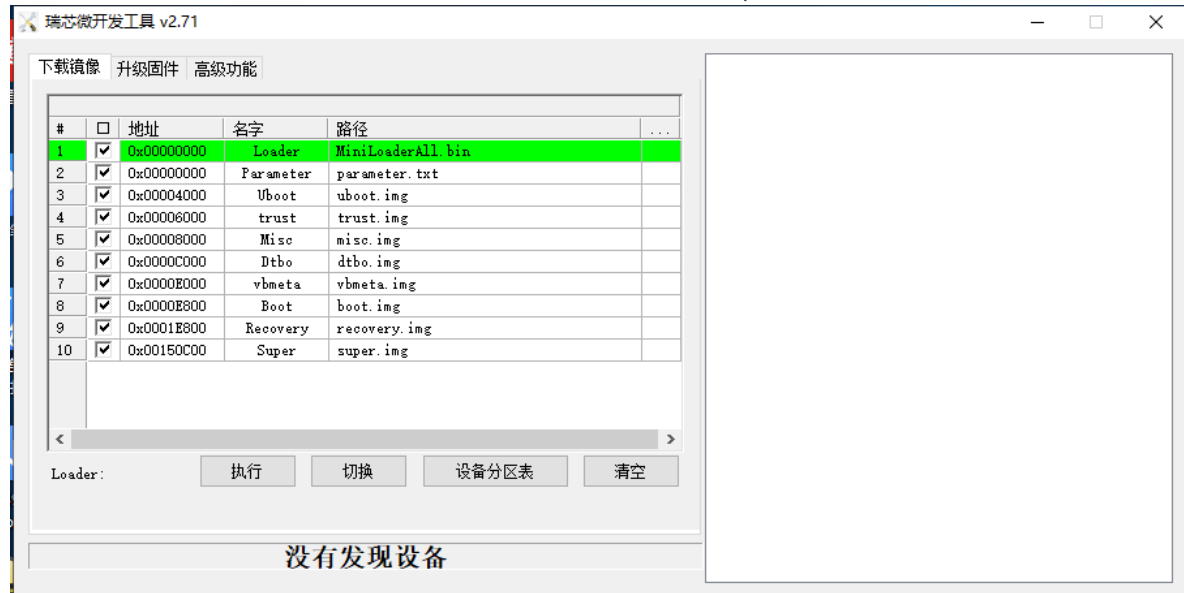 瑞芯微开发工具 v2.71
下载镜像 升级固件 高级功能
# 地址 名字 路径 ...
1 0x00000000 Loader MiniLoaderAll.bin
2 0x00000000 Parameter parameter.txt
3 0x00004000 Uboot uboot.img
4 0x00006000 trust trust.img
5 0x00008000 Misc misc.img
6 0x0000C000 Dtbo dtbo.img
7 0x0000E000 vbmeta vbmeta.img
8 0x0000E800 Boot boot.img
9 0x0001E800 Recovery recovery.img
10 0x00150C00 Super super.img
Loader: 执行 切换 设备分区表 清空
没有发现设备